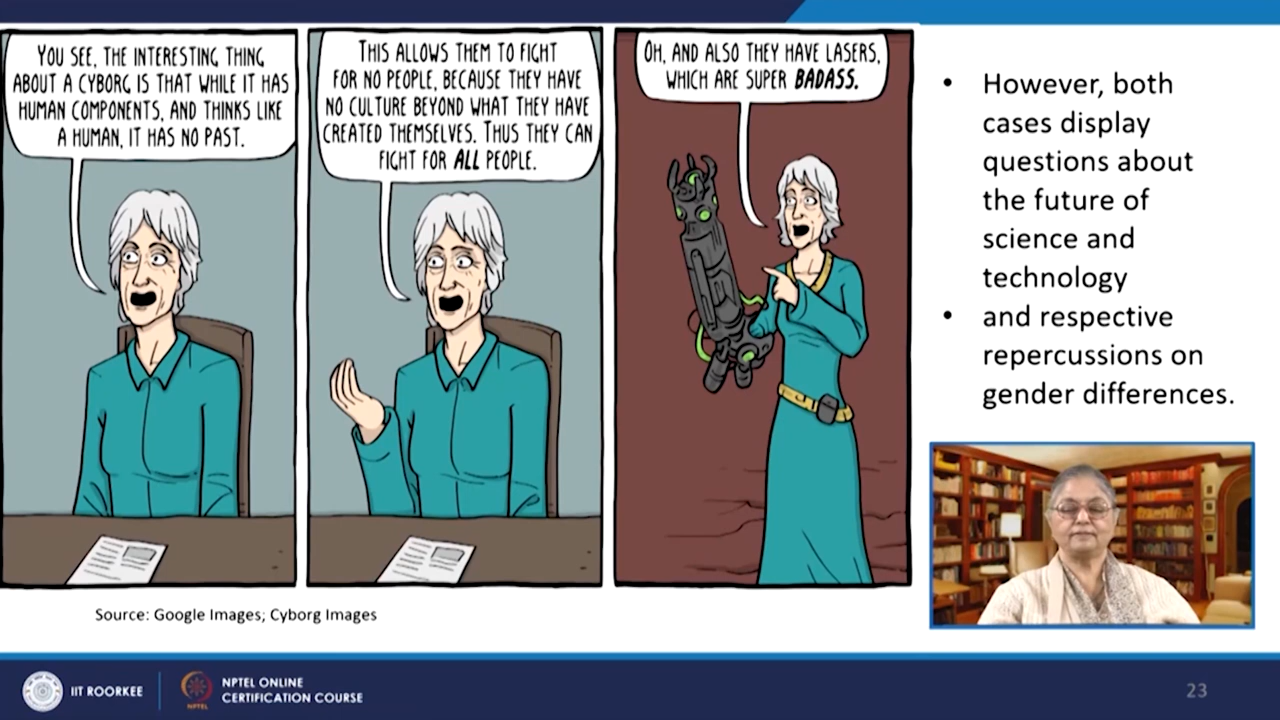 YOU SEE, THE INTERESTING THING
ABOUT A CYBORG IS THAT WHILE IT HAS
HUMAN COMPONENTS, AND THINKS LIKE
A HUMAN, IT HAS NO PAST.
THIS ALLOWS THEM TO FIGHT
FOR NO PEOPLE, BECAUSE THEY HAVE
NO CULTURE BEYOND WHAT THEY HAVE
CREATED THEMSELVES. THUS THEY CAN
FIGHT FOR ALL PEOPLE.
OH, AND ALSO THEY HAVE LASERS,
WHICH ARE SUPER BADASS.
• However, both
cases display
questions about
the future of
science and
technology
• and respective
repercussions on
gender differences.
Source: Google Images; Cyborg Images
IIT ROORKEE
NPTEL
NPTEL ONLINE
CERTIFICATION COURSE
23